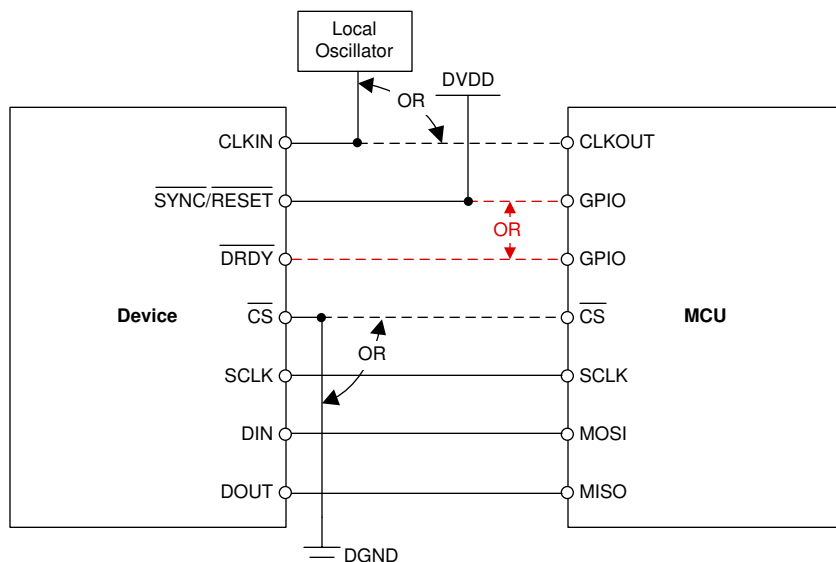 Local
Oscillator
OR
DVDD
CLKIN
CLKOUT
SYNC/RESET
GPIO
OR
DRDY
GPIO
Device
CS
CS
MCU
OR
SCLK
SCLK
DIN
MOSI
DOUT
MISO
DGND